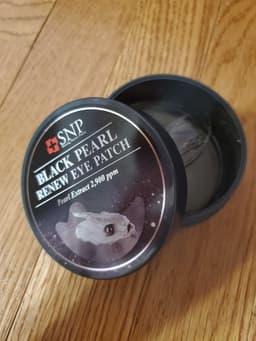 SNP
BLACK PEARL
RENEW EYE PATCH
Pearl Extract 2,900 ppm